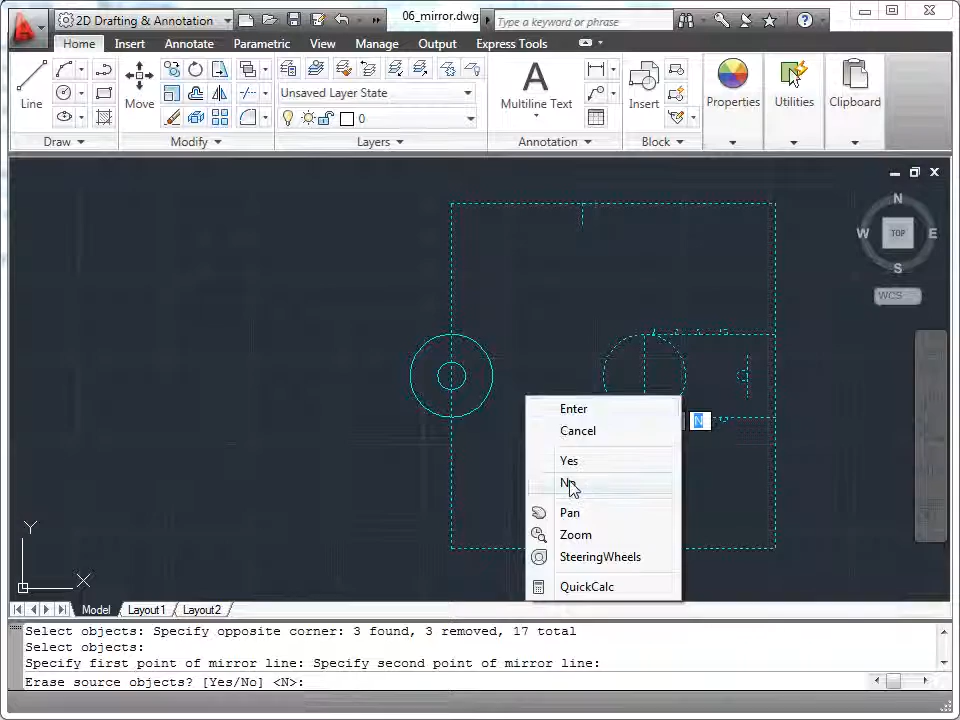 2D Drafting & Annotation
06_mirror.dwg
Type a keyword or phrase
Home Insert Annotate Parametric View Manage Output Express Tools
Line
Move
Unsaved Layer State
0
Multiline Text
Insert
Properties
Utilities
Clipboard
Draw
Modify
Layers
Annotation
Block
N
W
TOP
E
S
WCS
N
Enter
Cancel
Yes
No
Pan
Zoom
SteeringWheels
QuickCalc
Y
X
Model Layout1 Layout2
Select objects: Specify opposite corner: 3 found, 3 removed, 17 total
Select objects:
Specify first point of mirror line: Specify second point of mirror line:
Erase source objects? [Yes/No] <N>: